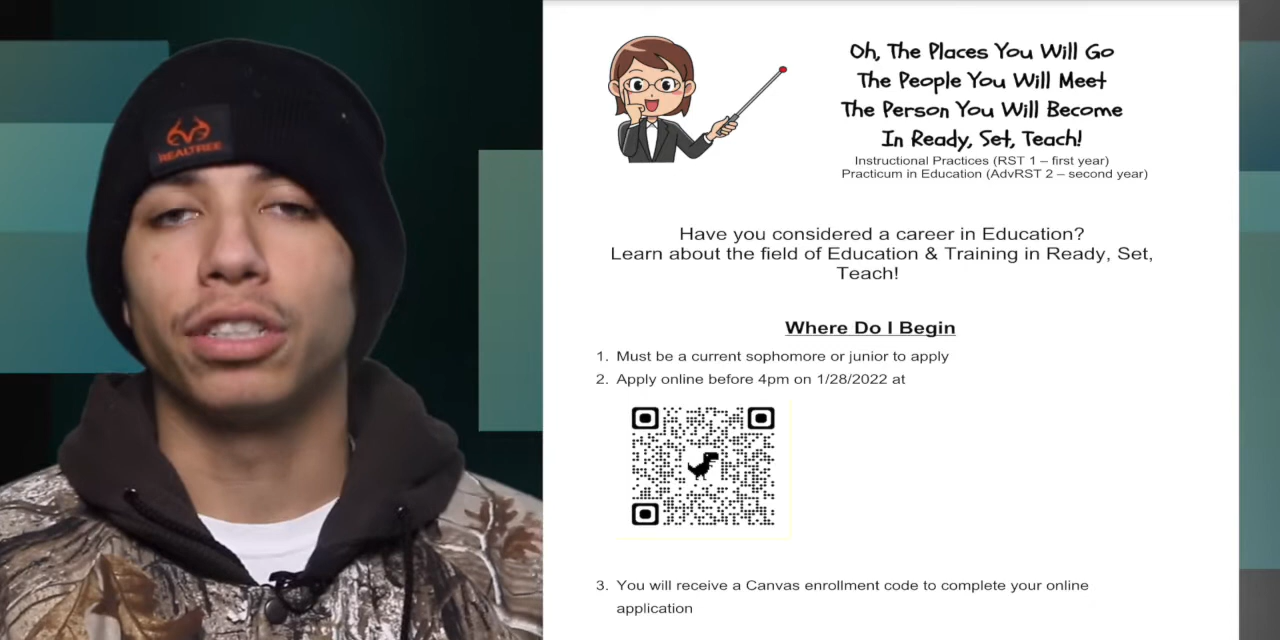 REALTREE
Oh, The Places You Will Go
The People You Will Meet
The Person You Will Become
In Ready, Set, Teach!
Instructional Practices (RST 1 – first year)
Practicum in Education (AdvRST 2 – second year)
Have you considered a career in Education?
Learn about the field of Education & Training in Ready, Set,
Teach!
Where Do I Begin
1. Must be a current sophomore or junior to apply
2. Apply online before 4pm on 1/28/2022 at
3. You will receive a Canvas enrollment code to complete your online
application